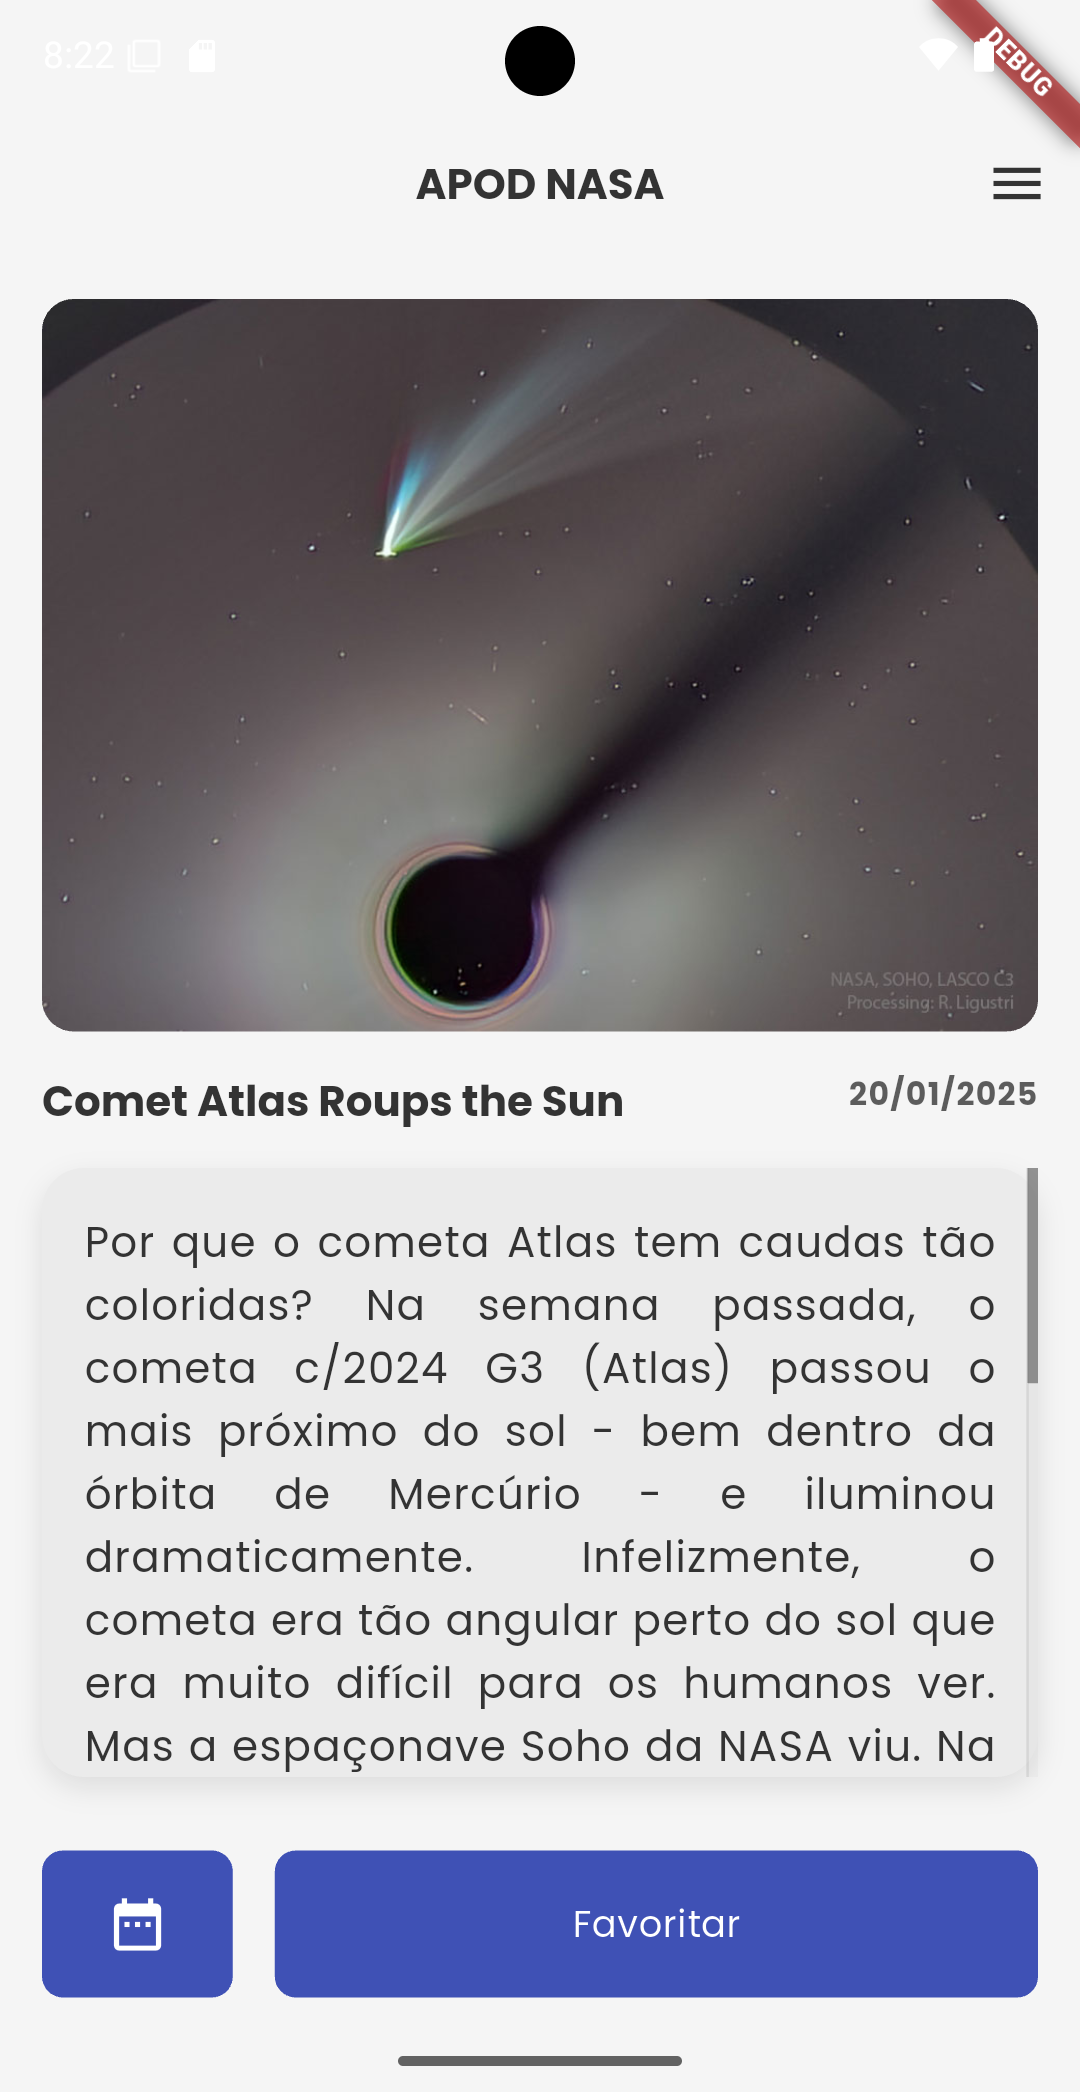 8:22
DEBUG
APOD NASA
NASA, SOHO, LASCO C3
Processing: R. Ligustri
Comet Atlas Roups the Sun
20/01/2025
Por que o cometa Atlas tem caudas tão
coloridas? Na semana passada, o
cometa c/2024 G3 (Atlas) passou o
mais próximo do sol - bem dentro da
órbita de Mercúrio - e iluminou
dramaticamente. Infelizmente, o
cometa era tão angular perto do sol que
era muito difícil para os humanos ver.
Mas a espaçonave Soho da NASA viu. Na
Favoritar